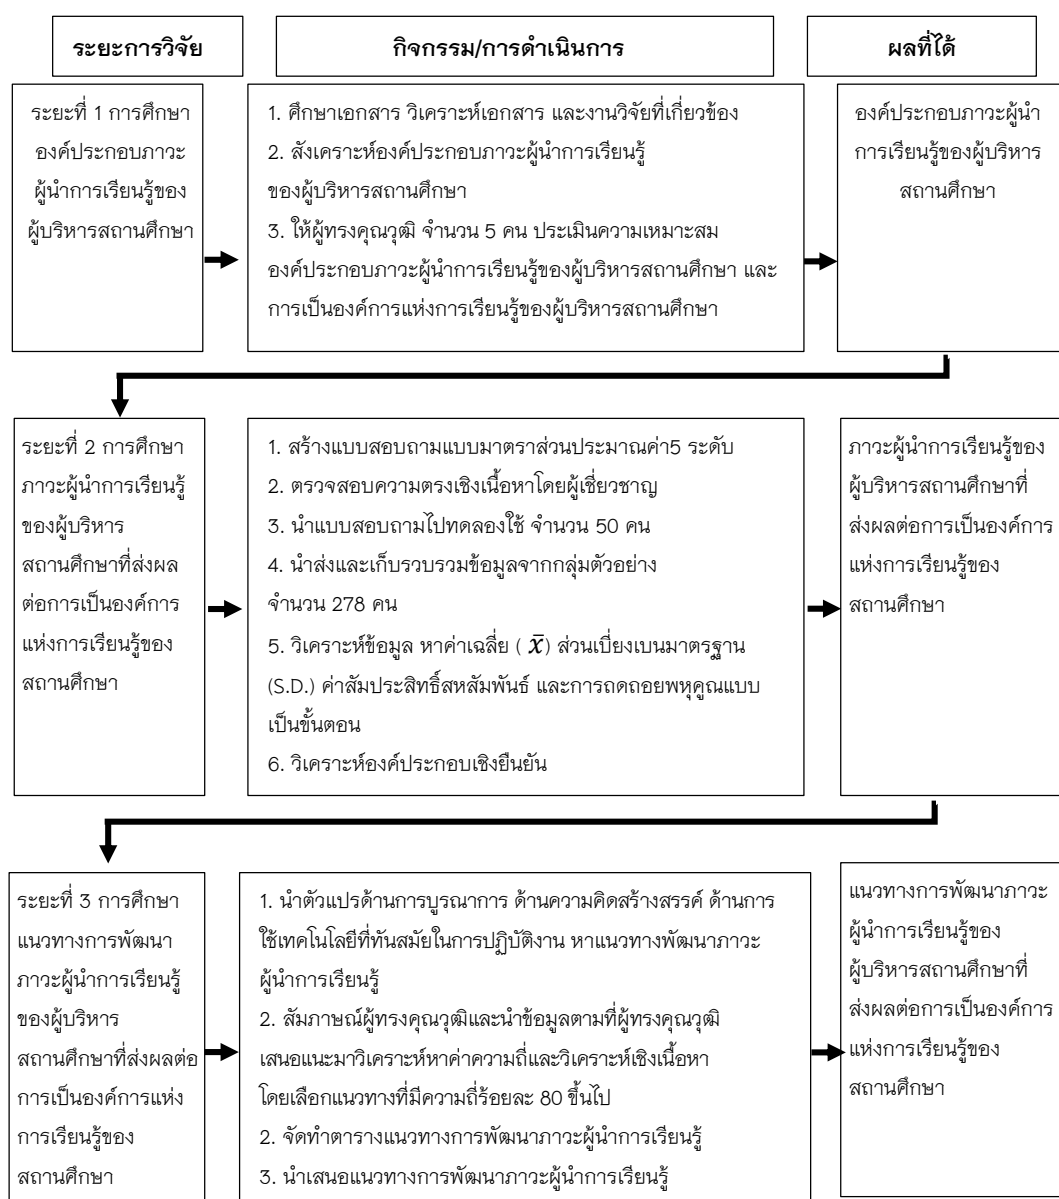 ระยะการวิจัย
กิจกรรม/การดำเนินการ
ผลที่ได้
ระยะที่ 1 การศึกษา
องค์ประกอบภาวะ
ผู้นำการเรียนรู้ของ
ผู้บริหารสถานศึกษา
1. ศึกษาเอกสาร วิเคราะห์เอกสาร และงานวิจัยที่เกี่ยวข้อง
2. สังเคราะห์องค์ประกอบภาวะผู้นำการเรียนรู้
ของผู้บริหารสถานศึกษา
3. ให้ผู้ทรงคุณวุฒิ จำนวน 5 คน ประเมินความเหมาะสม
องค์ประกอบภาวะผู้นำการเรียนรู้ของผู้บริหารสถานศึกษา และ
การเป็นองค์การแห่งการเรียนรู้ของผู้บริหารสถานศึกษา
องค์ประกอบภาวะผู้นำ
การเรียนรู้ของผู้บริหาร
สถานศึกษา
ระยะที่ 2 การศึกษา
ภาวะผู้นำการเรียนรู้
ของผู้บริหาร
สถานศึกษาที่ส่งผล
ต่อการเป็นองค์การ
แห่งการเรียนรู้ของ
สถานศึกษา
1. สร้างแบบสอบถามแบบมาตราส่วนประมาณค่า5 ระดับ
2. ตรวจสอบความตรงเชิงเนื้อหาโดยผู้เชี่ยวชาญ
3. นำแบบสอบถามไปทดลองใช้ จำนวน 50 คน
4. นำส่งและเก็บรวบรวมข้อมูลจากกลุ่มตัวอย่าง
จำนวน 278 คน
5. วิเคราะห์ข้อมูล หาค่าเฉลี่ย ( x̄ ) ส่วนเบี่ยงเบนมาตรฐาน
(S.D.) ค่าสัมประสิทธิ์สหสัมพันธ์ และการถดถอยพหุคูณแบบ
เป็นขั้นตอน
6. วิเคราะห์องค์ประกอบเชิงยืนยัน
ภาวะผู้นำการเรียนรู้ของ
ผู้บริหารสถานศึกษาที่
ส่งผลต่อการเป็นองค์การ
แห่งการเรียนรู้ของ
สถานศึกษา
ระยะที่ 3 การศึกษา
แนวทางการพัฒนา
ภาวะผู้นำการเรียนรู้
ของผู้บริหาร
สถานศึกษาที่ส่งผลต่อ
การเป็นองค์การแห่ง
การเรียนรู้ของ
สถานศึกษา
1. นำตัวแปรด้านการบูรณาการ ด้านความคิดสร้างสรรค์ ด้านการ
ใช้เทคโนโลยีที่ทันสมัยในการปฏิบัติงาน หาแนวทางพัฒนาภาวะ
ผู้นำการเรียนรู้
2. สัมภาษณ์ผู้ทรงคุณวุฒิและนำข้อมูลตามที่ผู้ทรงคุณวุฒิ
เสนอแนะมาวิเคราะห์หาค่าความถี่และวิเคราะห์เชิงเนื้อหา
โดยเลือกแนวทางที่มีความถี่ร้อยละ 80 ขึ้นไป
2. จัดทำตารางแนวทางการพัฒนาภาวะผู้นำการเรียนรู้
3. นำเสนอแนวทางการพัฒนาภาวะผู้นำการเรียนรู้
แนวทางการพัฒนาภาวะ
ผู้นำการเรียนรู้ของ
ผู้บริหารสถานศึกษาที่
ส่งผลต่อการเป็นองค์การ
แห่งการเรียนรู้ของ
สถานศึกษา